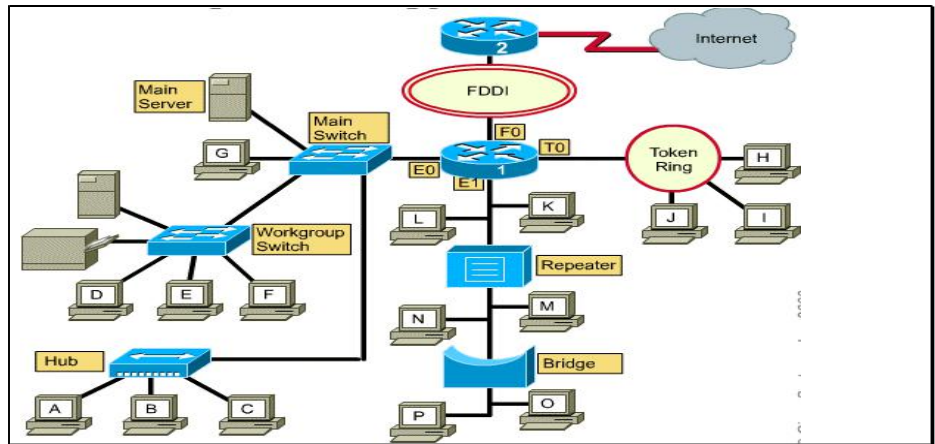 2
Internet
FDDI
Main
Server
Main
Switch
F0
T0
G
E0
1
E1
Token
Ring
H
L
K
J
I
Workgroup
Switch
Repeater
D
E
F
N
M
Hub
Bridge
A
B
C
P
O